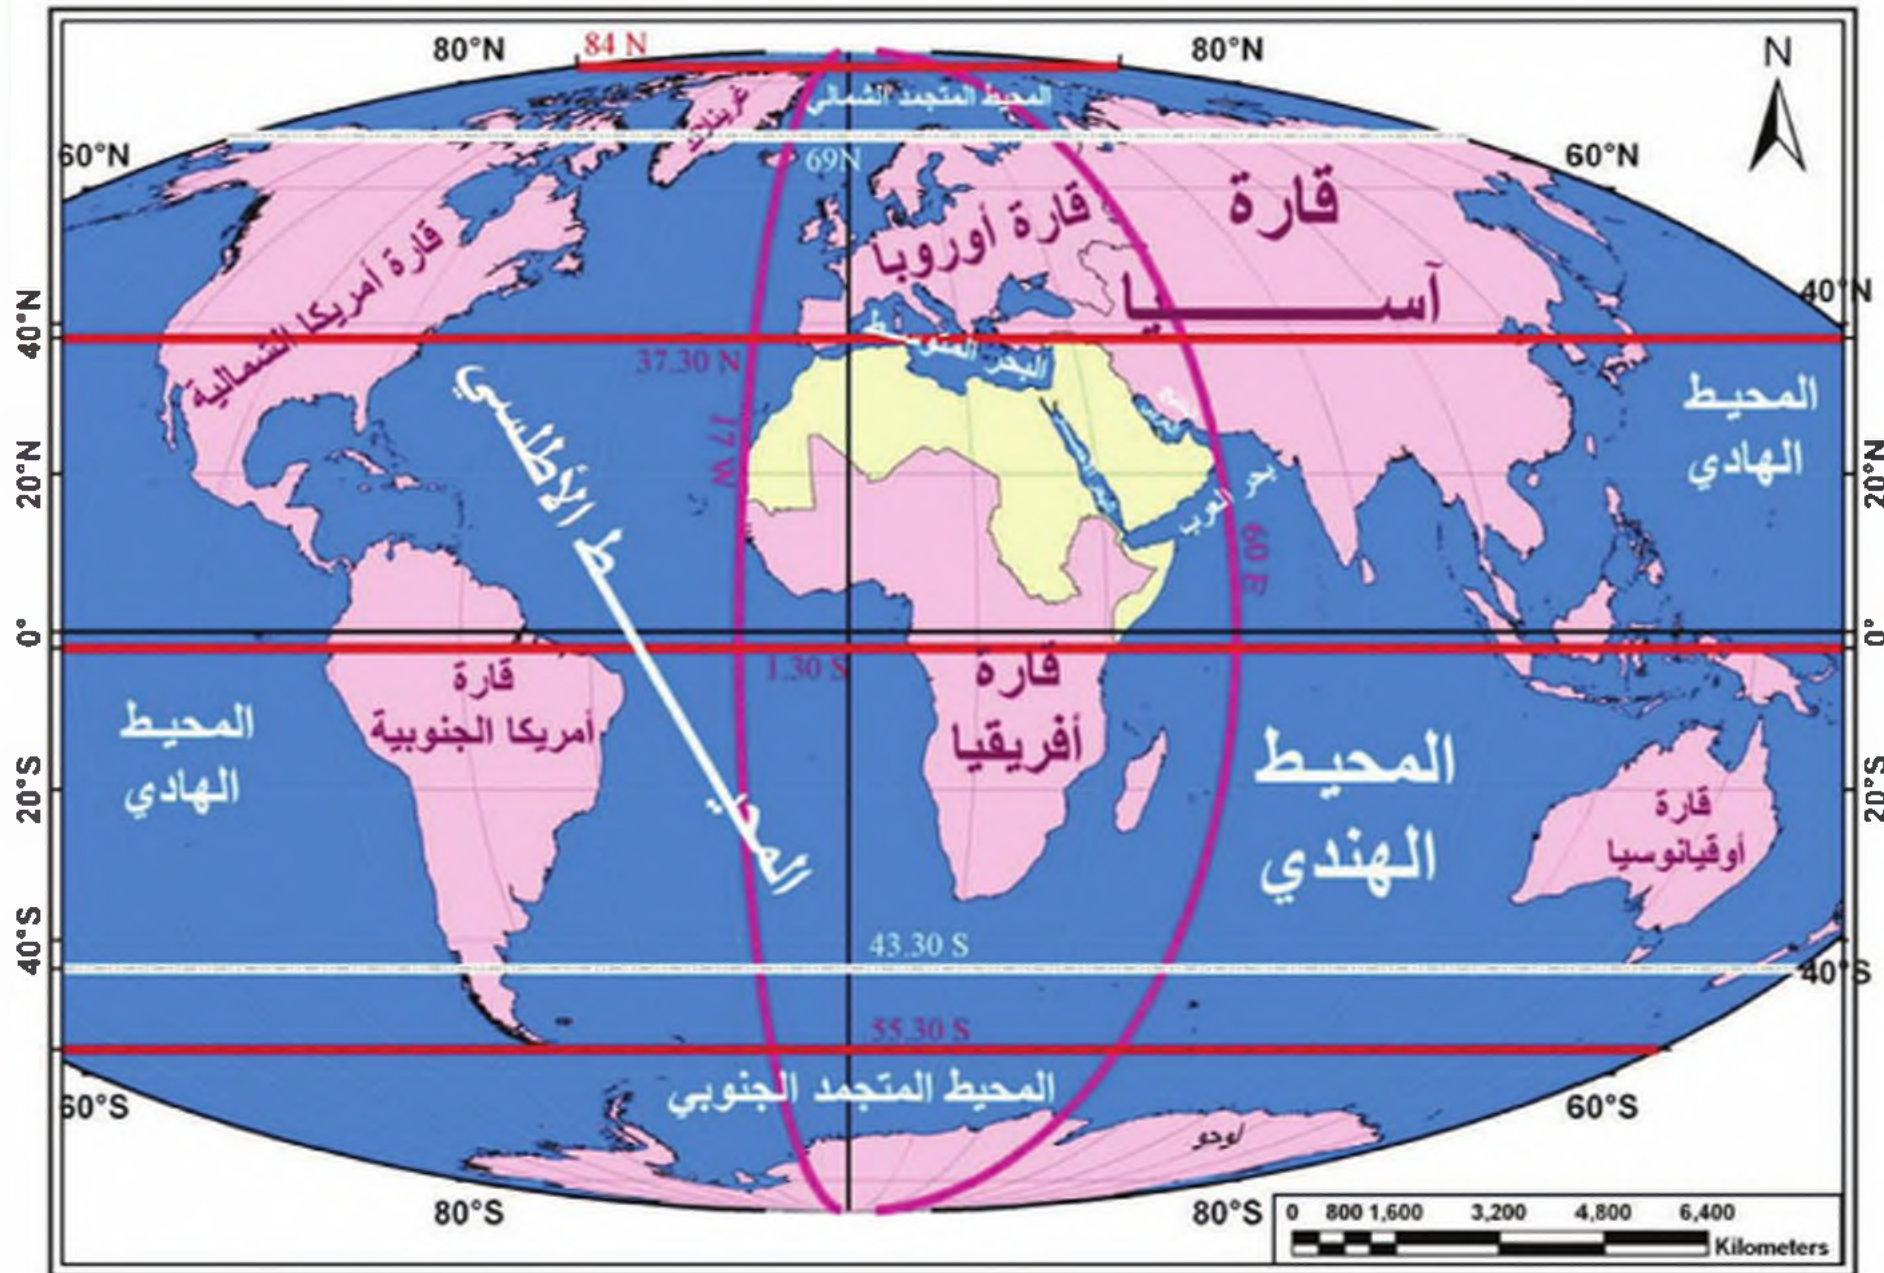 80°N
84 N
80°N
N
المحيط المتجمد الشمالي
غرينلاند
60°N
69N
60°N
قارة
آســـــيا
قارة أوروبا
قارة أمريكا الشمالية
40°N
40°N
37.30 N
البحر المتوسط
المحيط
الهادي
17 W
20°N
20°N
بحر العرب
المحيط الأطلسي
60 E
0°
0°
1.30 S
قارة
أمريكا الجنوبية
قارة
أفريقيا
المحيط
الهادي
المحيط
الهندي
20°S
20°S
قارة
أوقيانوسيا
43.30 S
40°S
40°S
55.30 S
المحيط المتجمد الجنوبي
60°S
60°S
80°S
80°S
0 800 1,600 3,200 4,800 6,400
Kilometers